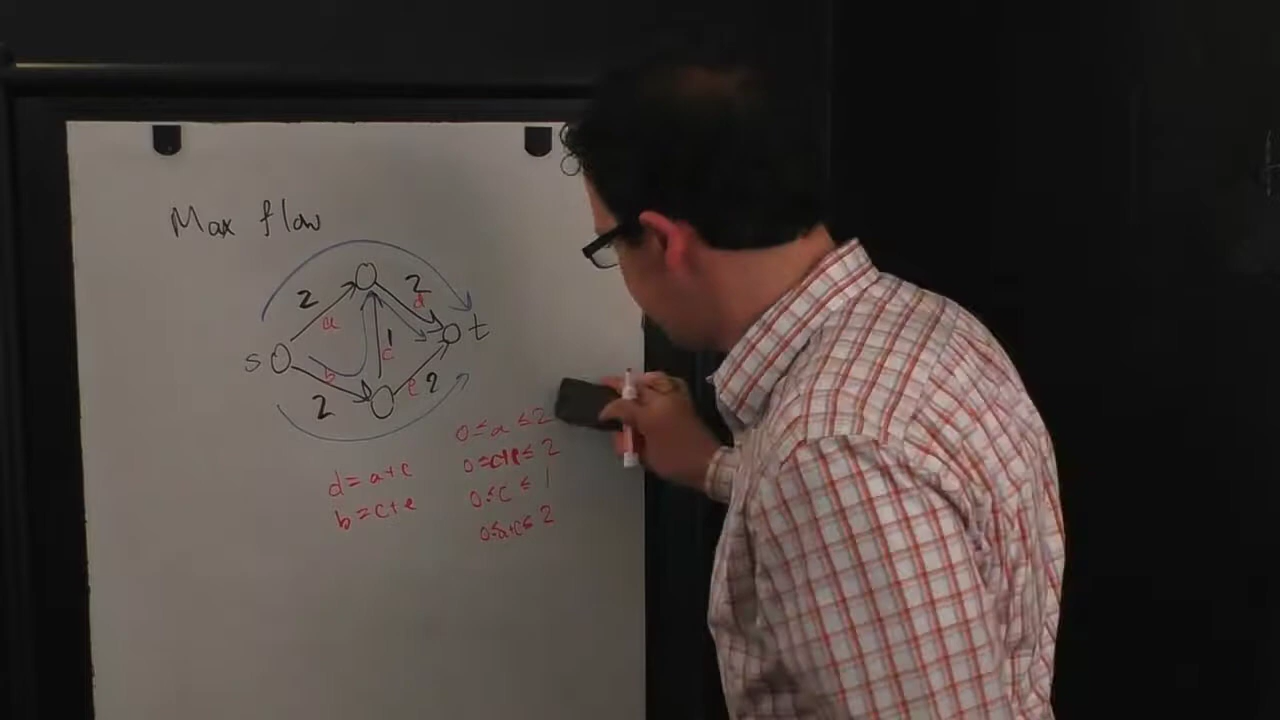 Max flow
2 2
a d
s t
1
c
b
2 e 2
0 ≤ a ≤ 2
0 ≤ c+e ≤ 2
0 ≤ c ≤ 1
0 ≤ a+c ≤ 2
d = a + c
b = c + e